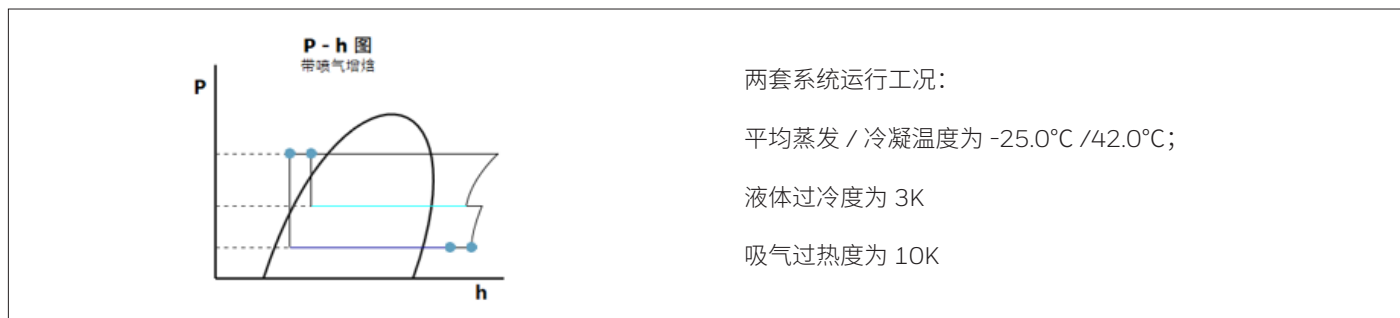 P - h 图
带喷气增焓
P
h
两套系统运行工况：
平均蒸发 / 冷凝温度为 -25.0℃ /42.0℃；
液体过冷度为 3K
吸气过热度为 10K